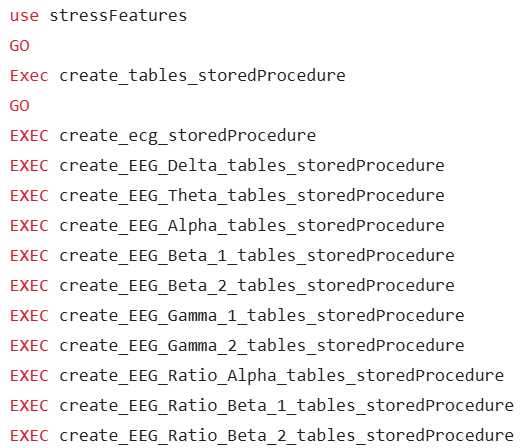 use stressFeatures
GO
Exec create_tables_storedProcedure
GO
EXEC create_ecg_storedProcedure
EXEC create_EEG_Delta_tables_storedProcedure
EXEC create_EEG_Theta_tables_storedProcedure
EXEC create_EEG_Alpha_tables_storedProcedure
EXEC create_EEG_Beta_1_tables_storedProcedure
EXEC create_EEG_Beta_2_tables_storedProcedure
EXEC create_EEG_Gamma_1_tables_storedProcedure
EXEC create_EEG_Gamma_2_tables_storedProcedure
EXEC create_EEG_Ratio_Alpha_tables_storedProcedure
EXEC create_EEG_Ratio_Beta_1_tables_storedProcedure
EXEC create_EEG_Ratio_Beta_2_tables_storedProcedure